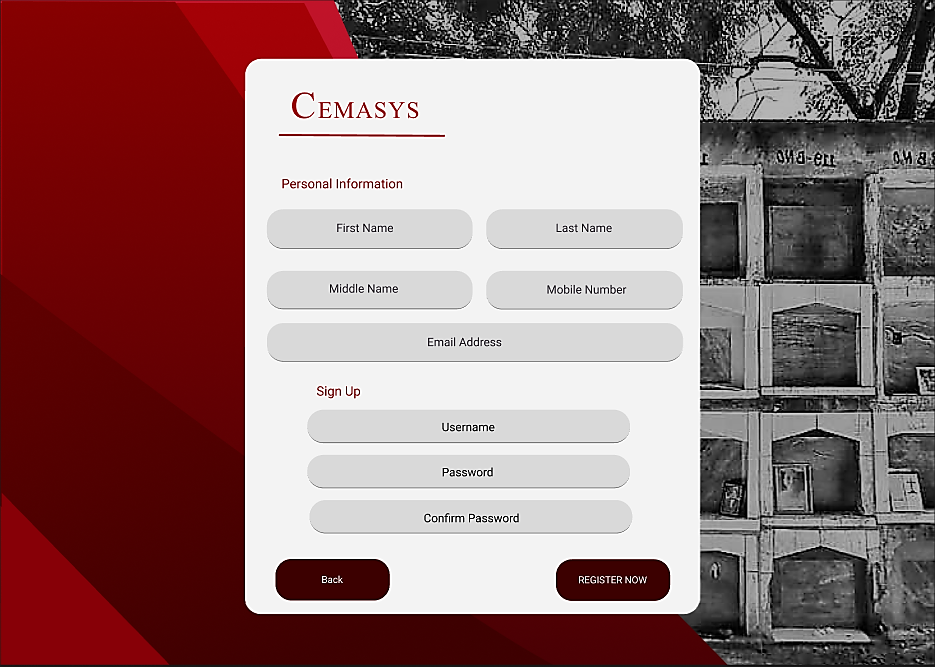 CEMASYS
Personal Information
First Name
Last Name
Middle Name
Mobile Number
Email Address
Sign Up
Username
Password
Confirm Password
Back
REGISTER NOW